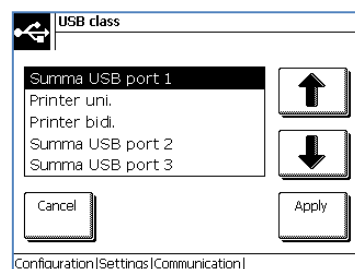 USB class
Summa USB port 1
Printer uni.
Printer bidi.
Summa USB port 2
Summa USB port 3
Cancel
Apply
Configuration|Settings|Communication|